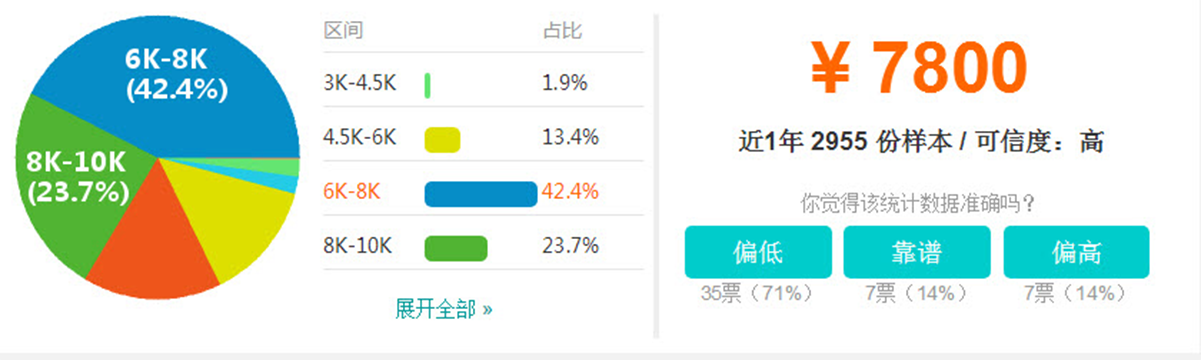 6K-8K
(42.4%)
8K-10K
(23.7%)
区间 占比
3K-4.5K 1.9%
4.5K-6K 13.4%
6K-8K 42.4%
8K-10K 23.7%
展开全部 »
¥ 7800
近1年 2955 份样本 / 可信度：高
你觉得该统计数据准确吗？
偏低 靠谱 偏高
35票（71%） 7票（14%） 7票（14%）